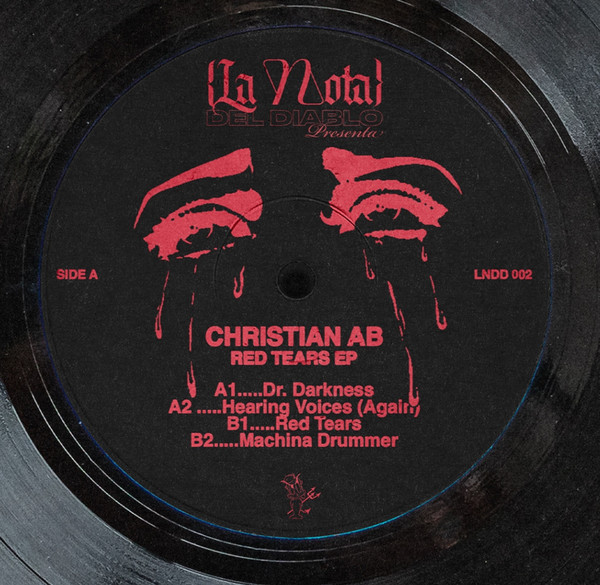 {La Nota}
DEL DIABLO
Presenta
SIDE A
LNDD 002
CHRISTIAN AB
RED TEARS EP
A1.....Dr. Darkness
A2 .....Hearing Voices (Again)
B1.....Red Tears
B2.....Machina Drummer